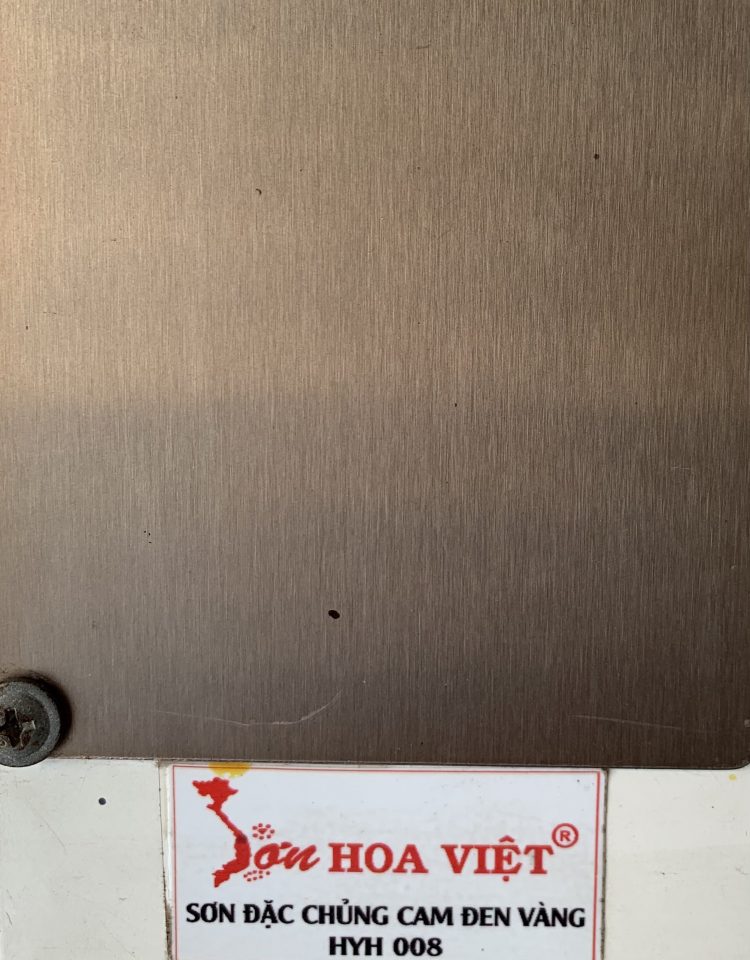 Sơn HOA VIỆT®
SƠN ĐẶC CHỦNG CAM ĐEN VÀNG
HYH 008